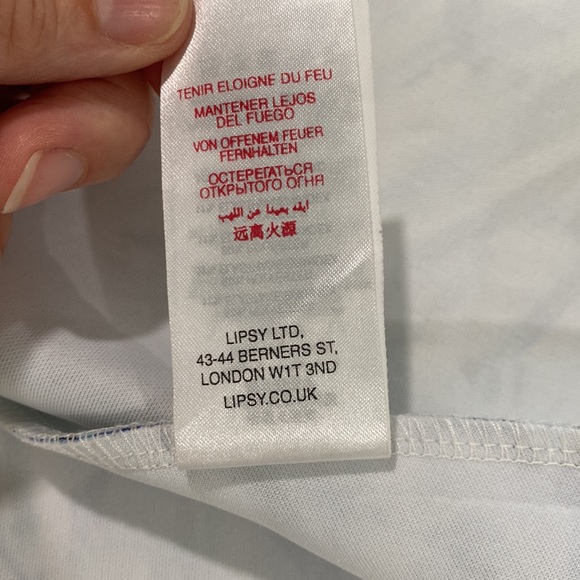 TENIR ELOIGNE DU FEU
MANTENER LEJOS
DEL FUEGO
VON OFFENEM FEUER
FERNHALTEN
ОСТЕРЕГАТЬСЯ
ОТКРЫТОГО ОГНЯ
ابقه بعيدا عن اللهب
远离火源
LIPSY LTD,
43-44 BERNERS ST,
LONDON W1T 3ND
LIPSY.CO.UK